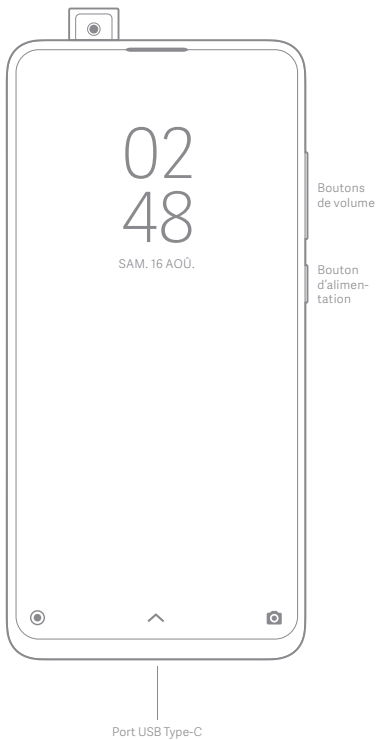 02
48
SAM. 16 AOÛ.
Boutons
de volume
Bouton
d'alimen-
tation
Port USB Type-C